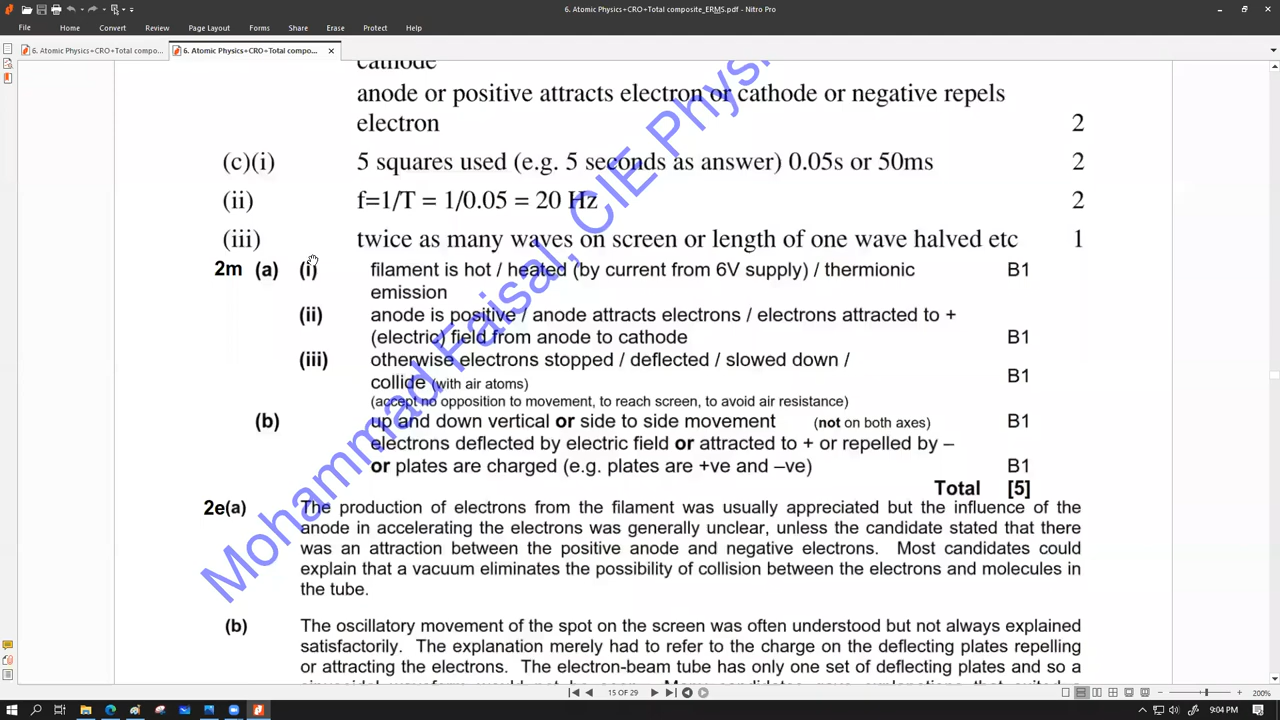 6. Atomic Physics+CRO+Total composite_ERMS.pdf - Nitro Pro
File Home Convert Review Page Layout Forms Share Erase Protect Help
6. Atomic Physics+CRO+Total compo... 6. Atomic Physics+CRO+Total compo... ×
cathode
anode or positive attracts electron or cathode or negative repels
electron 2
(c)(i) 5 squares used (e.g. 5 seconds as answer) 0.05s or 50ms 2
(ii) f=1/T = 1/0.05 = 20 Hz 2
(iii) twice as many waves on screen or length of one wave halved etc 1
2m (a) (i) filament is hot / heated (by current from 6V supply) / thermionic B1
emission
(ii) anode is positive / anode attracts electrons / electrons attracted to +
(electric) field from anode to cathode B1
(iii) otherwise electrons stopped / deflected / slowed down /
collide (with air atoms) B1
(accept no opposition to movement, to reach screen, to avoid air resistance)
(b) up and down vertical or side to side movement (not on both axes) B1
electrons deflected by electric field or attracted to + or repelled by –
or plates are charged (e.g. plates are +ve and –ve) B1
Total [5]
2e(a) The production of electrons from the filament was usually appreciated but the influence of the
anode in accelerating the electrons was generally unclear, unless the candidate stated that there
was an attraction between the positive anode and negative electrons. Most candidates could
explain that a vacuum eliminates the possibility of collision between the electrons and molecules in
the tube.
(b) The oscillatory movement of the spot on the screen was often understood but not always explained
satisfactorily. The explanation merely had to refer to the charge on the deflecting plates repelling
or attracting the electrons. The electron-beam tube has only one set of deflecting plates and so a
Mohammad Faisal, CIE Physi
15 OF 29
200%
9:04 PM